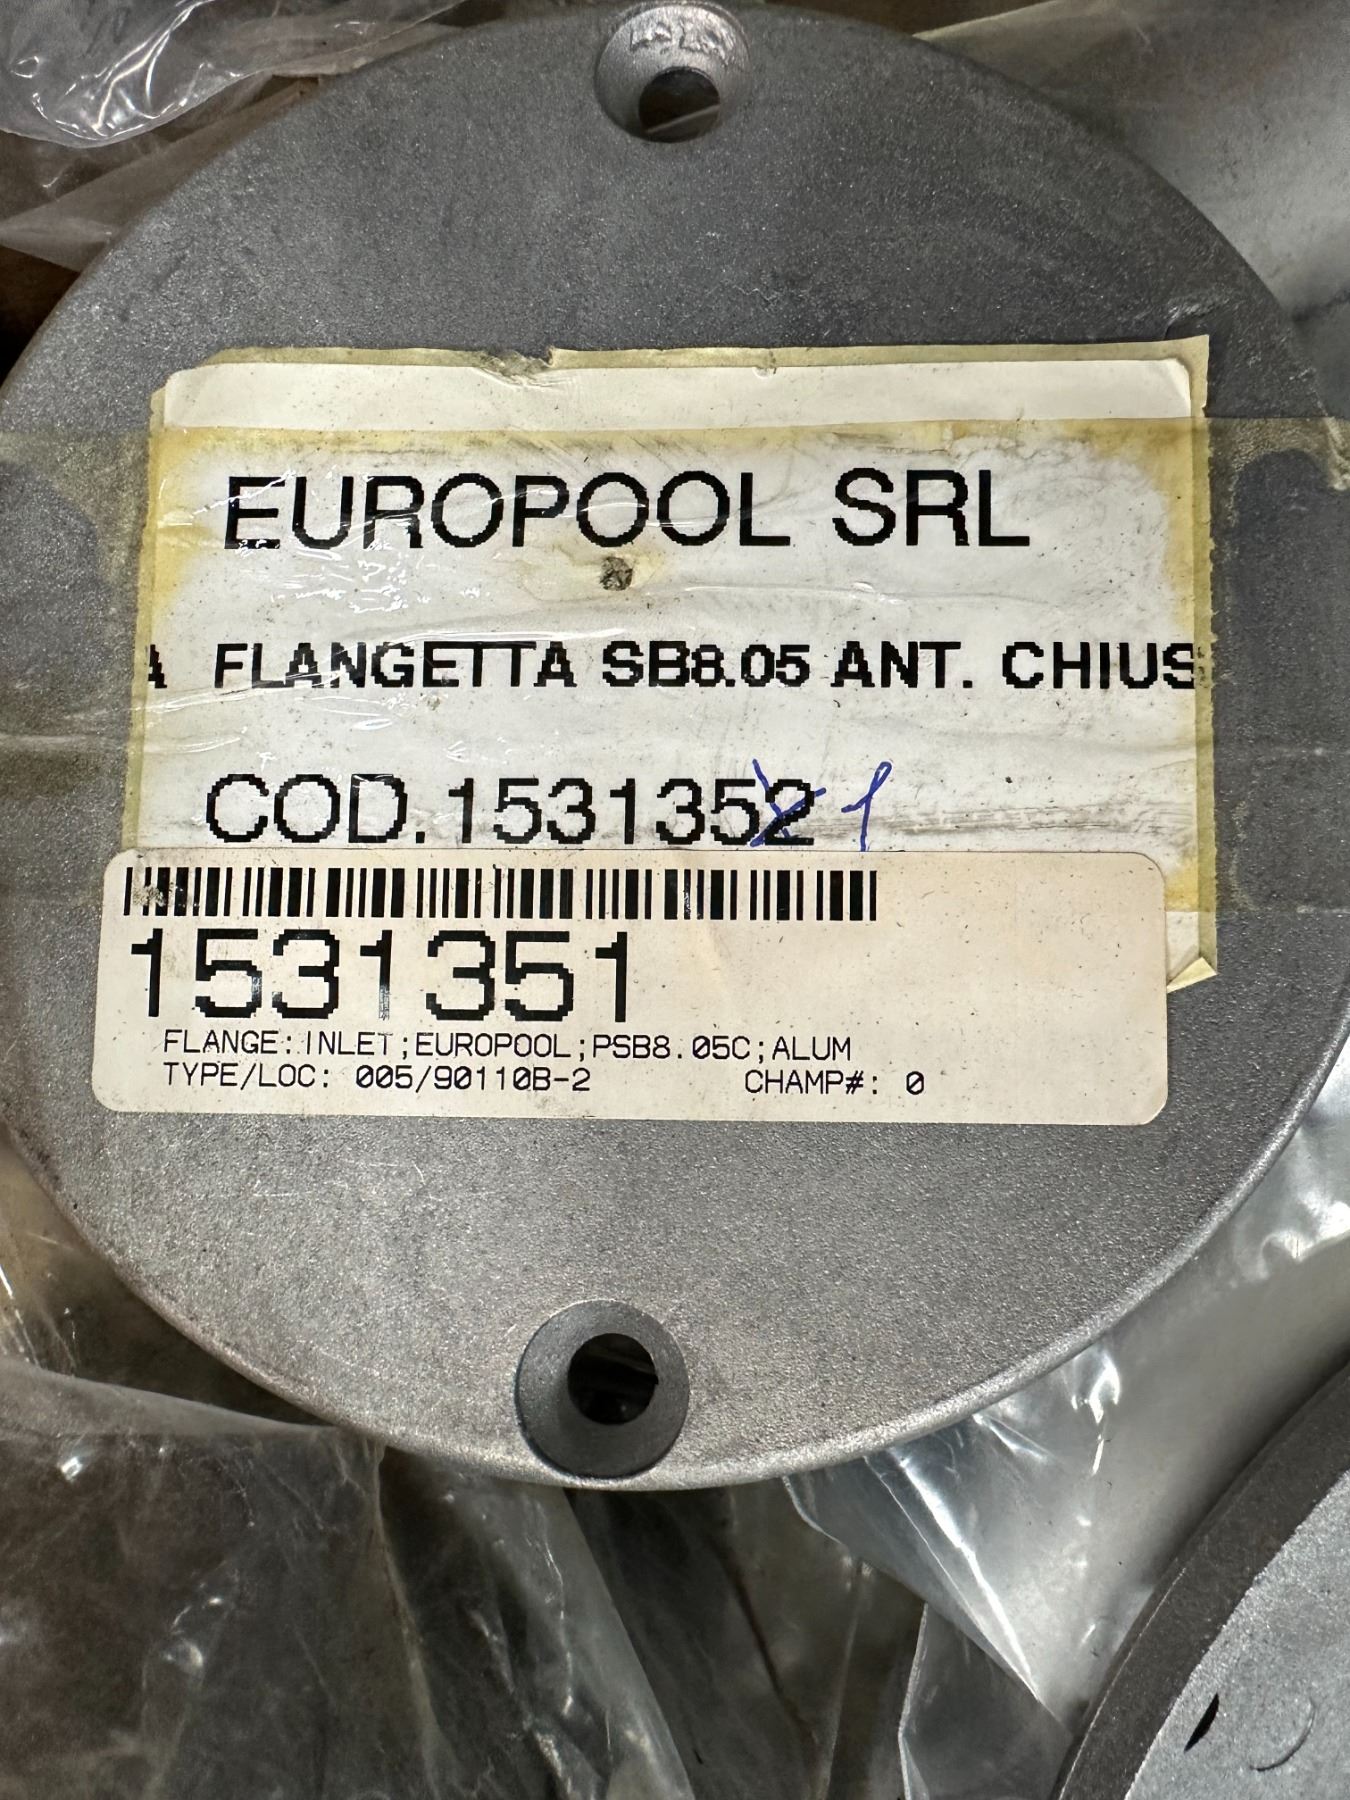 EUROPOOL SRL
A FLANGETTA SB8.05 ANT. CHIUS
COD.1531352 1
1531351
FLANGE:INLET;EUROPOOL;PSB8.05C;ALUM
TYPE/LOC: 005/90110B-2 CHAMP#: 0